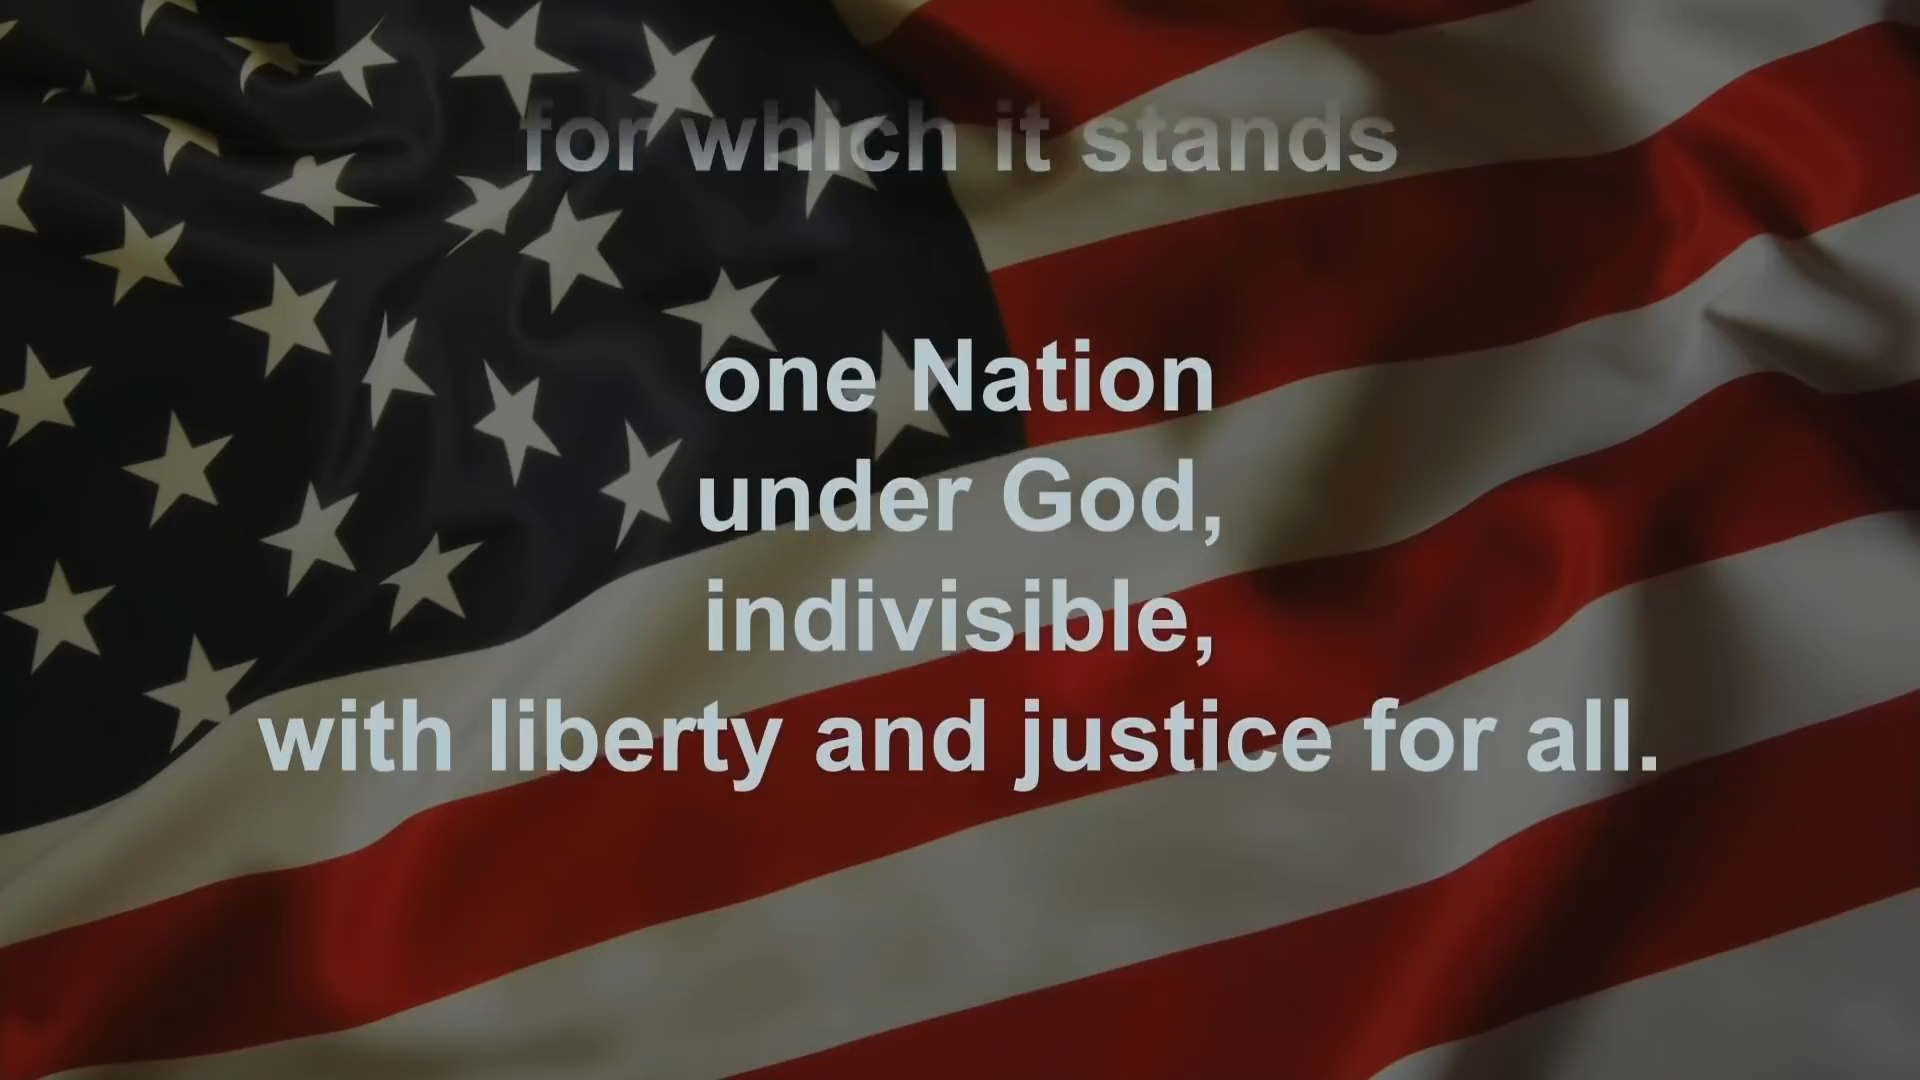 for which it stands
one Nation
under God,
indivisible,
with liberty and justice for all.